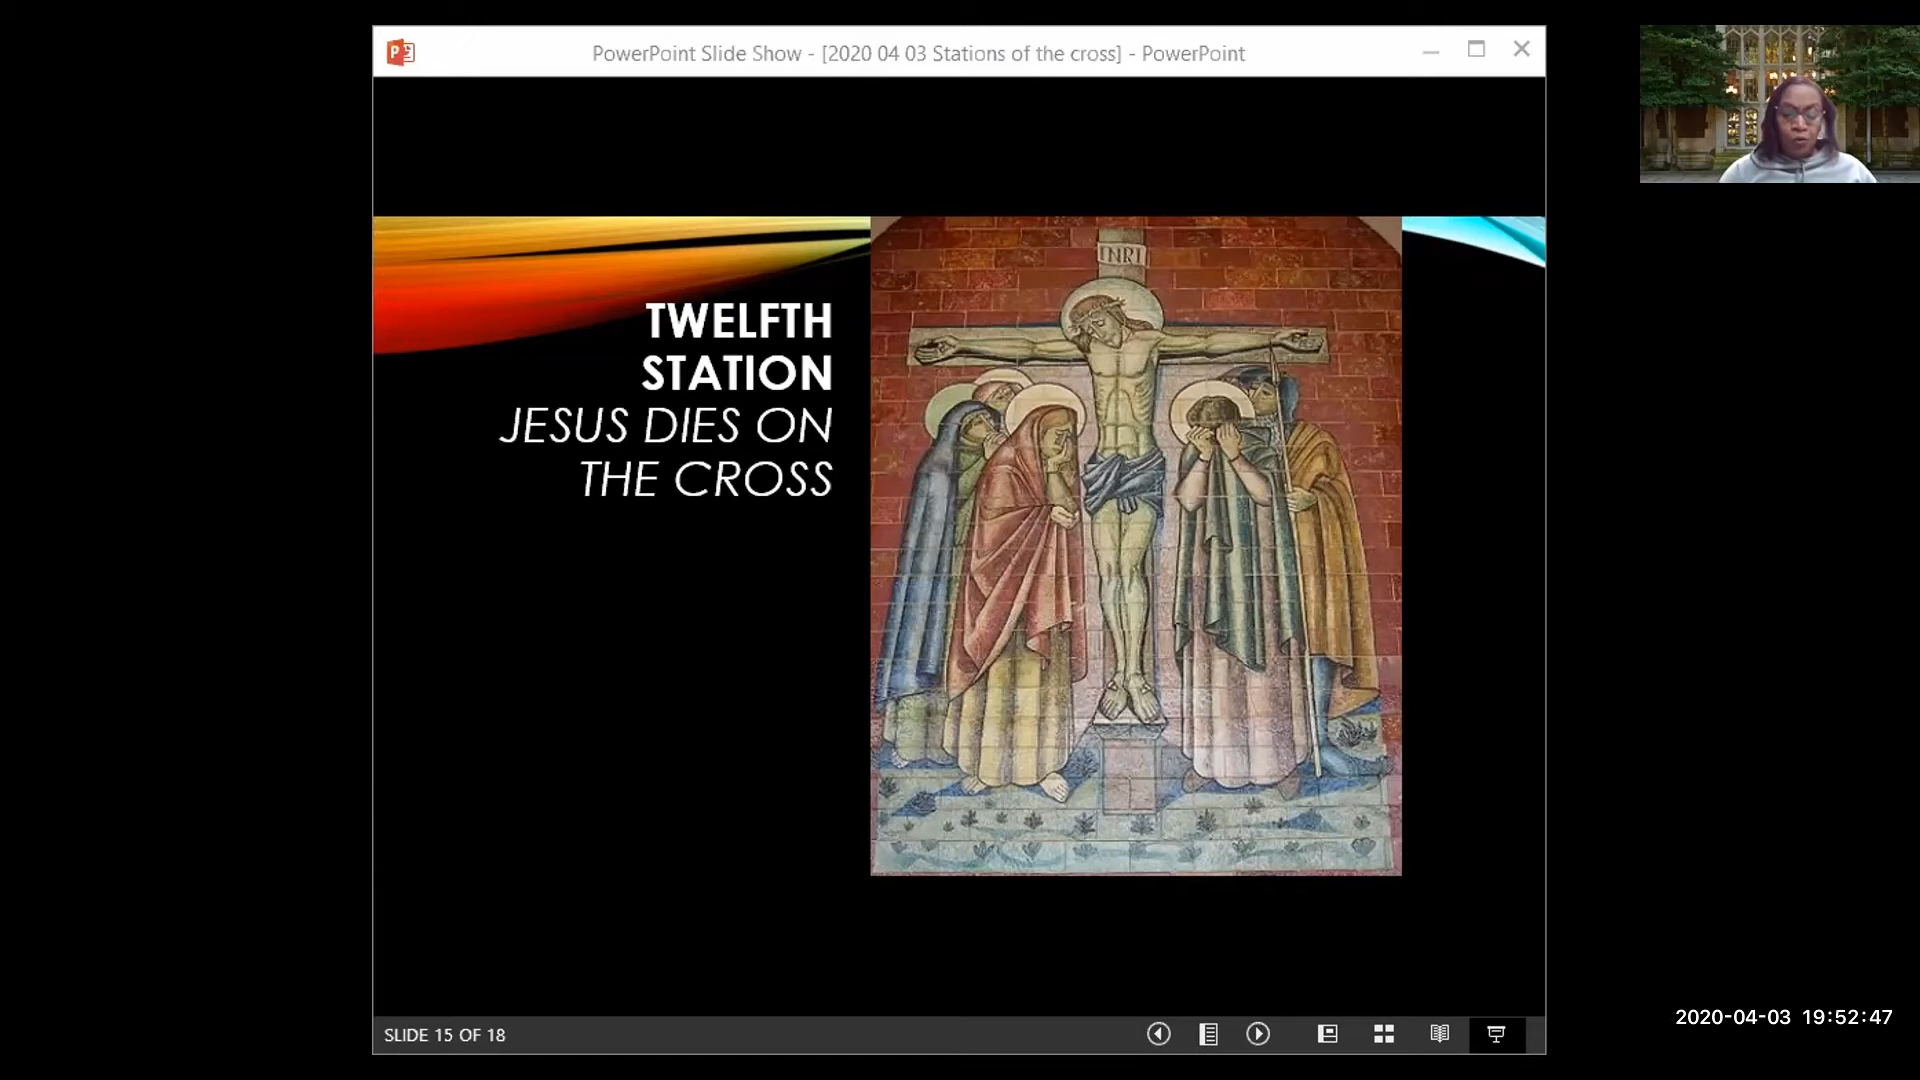 PowerPoint Slide Show - [2020 04 03 Stations of the cross] - PowerPoint
INRI
TWELFTH
STATION
JESUS DIES ON
THE CROSS
SLIDE 15 OF 18
2020-04-03 19:52:47